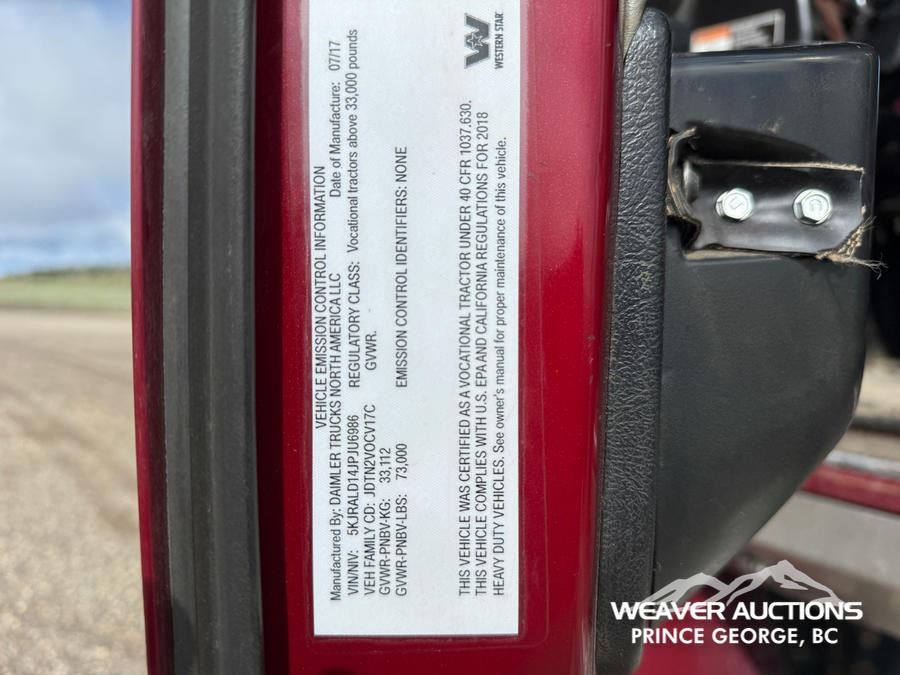 WESTERN STAR
VEHICLE EMISSION CONTROL INFORMATION
Manufactured By: DAIMLER TRUCKS NORTH AMERICA LLC Date of Manufacture: 07/17
VIN/NIV: 5KJRALD14JPJU6986 REGULATORY CLASS: Vocational tractors above 33,000 pounds
VEH FAMILY CD: JDTN2VOCV17C GVWR.
GVWR-PNBV-KG: 33,112
GVWR-PNBV-LBS: 73,000 EMISSION CONTROL IDENTIFIERS: NONE
THIS VEHICLE WAS CERTIFIED AS A VOCATIONAL TRACTOR UNDER 40 CFR 1037.630.
THIS VEHICLE COMPLIES WITH U.S. EPA AND CALIFORNIA REGULATIONS FOR 2018
HEAVY DUTY VEHICLES. See owner's manual for proper maintenance of this vehicle.
WEAVER AUCTIONS
PRINCE GEORGE, BC